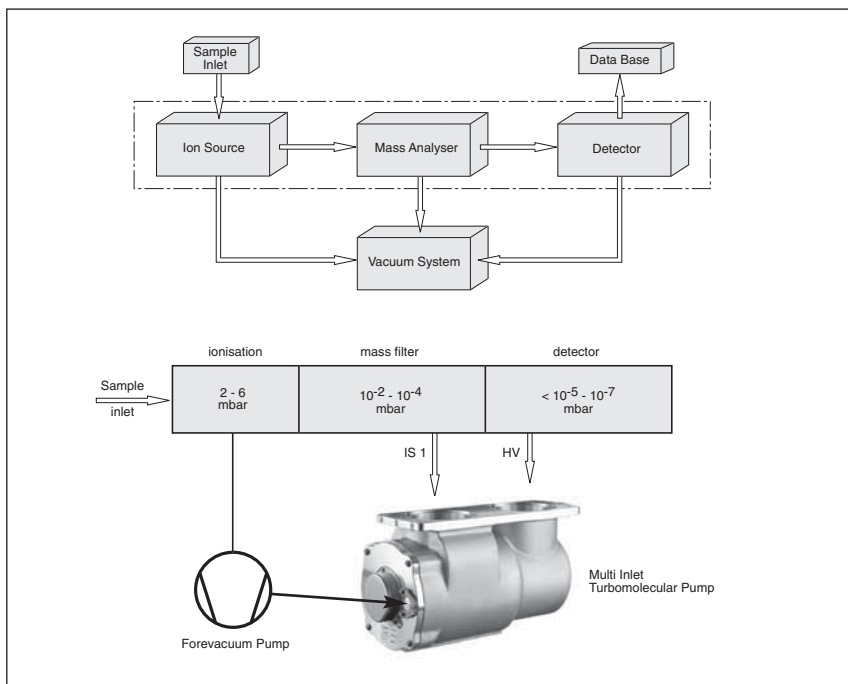 Sample
Inlet
Data Base
Ion Source
Mass Analyser
Detector
Vacuum System
ionisation
mass filter
detector
Sample
inlet
2 - 6
mbar
10⁻² - 10⁻⁴
mbar
< 10⁻⁵ - 10⁻⁷
mbar
IS 1
HV
Multi Inlet
Turbomolecular Pump
Forevacuum Pump